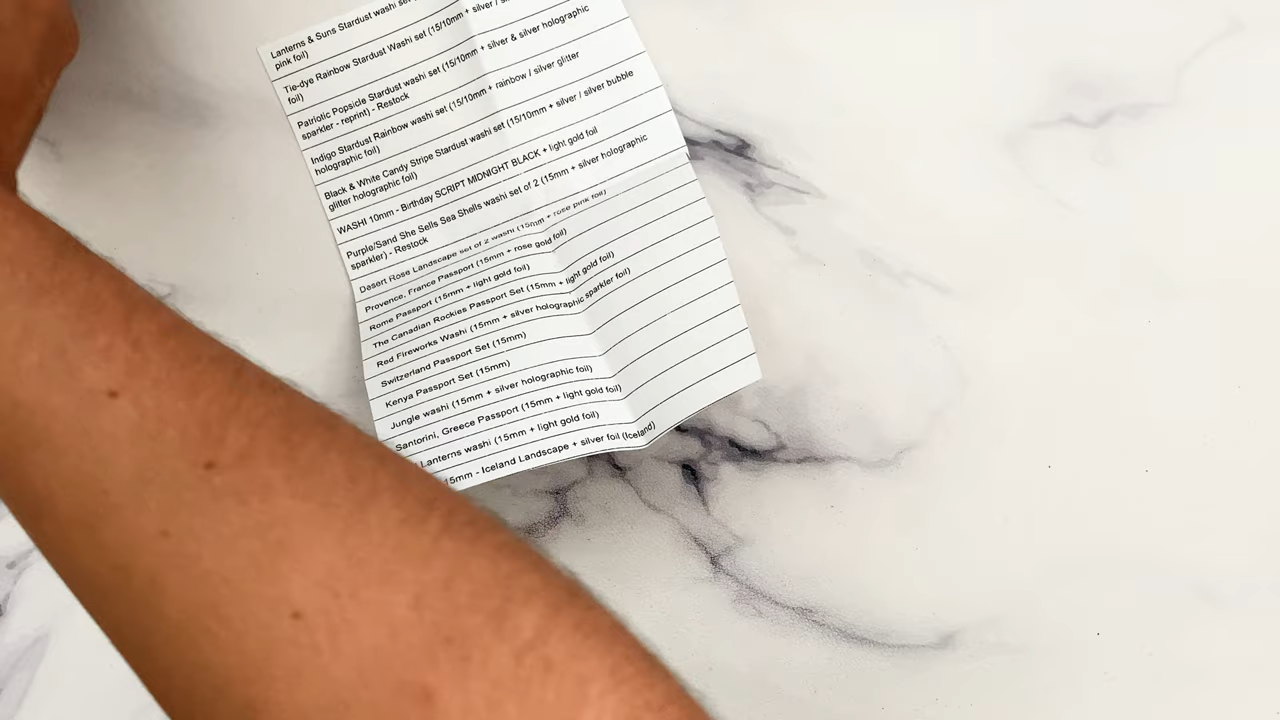 Lanterns & Suns Stardust washi set
pink foil)
Tie-dye Rainbow Stardust Washi set (15/10mm + silver /
foil)
Patriotic Popsicle Stardust washi set (15/10mm + silver & silver holographic
sparkler - reprint) - Restock
Indigo Stardust Rainbow washi set (15/10mm + rainbow / silver glitter
holographic foil)
Black & White Candy Stripe Stardust washi set (15/10mm + silver / silver bubble
glitter holographic foil)
WASHI 10mm - Birthday SCRIPT MIDNIGHT BLACK + light gold foil
Purple/Sand She Sells Sea Shells washi set of 2 (15mm + silver holographic
sparkler) - Restock
Desert Rose Landscape set of 2 washi (15mm + rose pink foil)
Provence, France Passport (15mm + rose gold foil)
Rome Passport (15mm + light gold foil)
The Canadian Rockies Passport Set (15mm + light gold foil)
Red Fireworks Washi (15mm + silver holographic sparkler foil)
Switzerland Passport Set (15mm)
Kenya Passport Set (15mm)
Jungle washi (15mm + silver holographic foil)
Santorini, Greece Passport (15mm + light gold foil)
Lanterns washi (15mm + light gold foil)
15mm - Iceland Landscape + silver foil (Iceland)